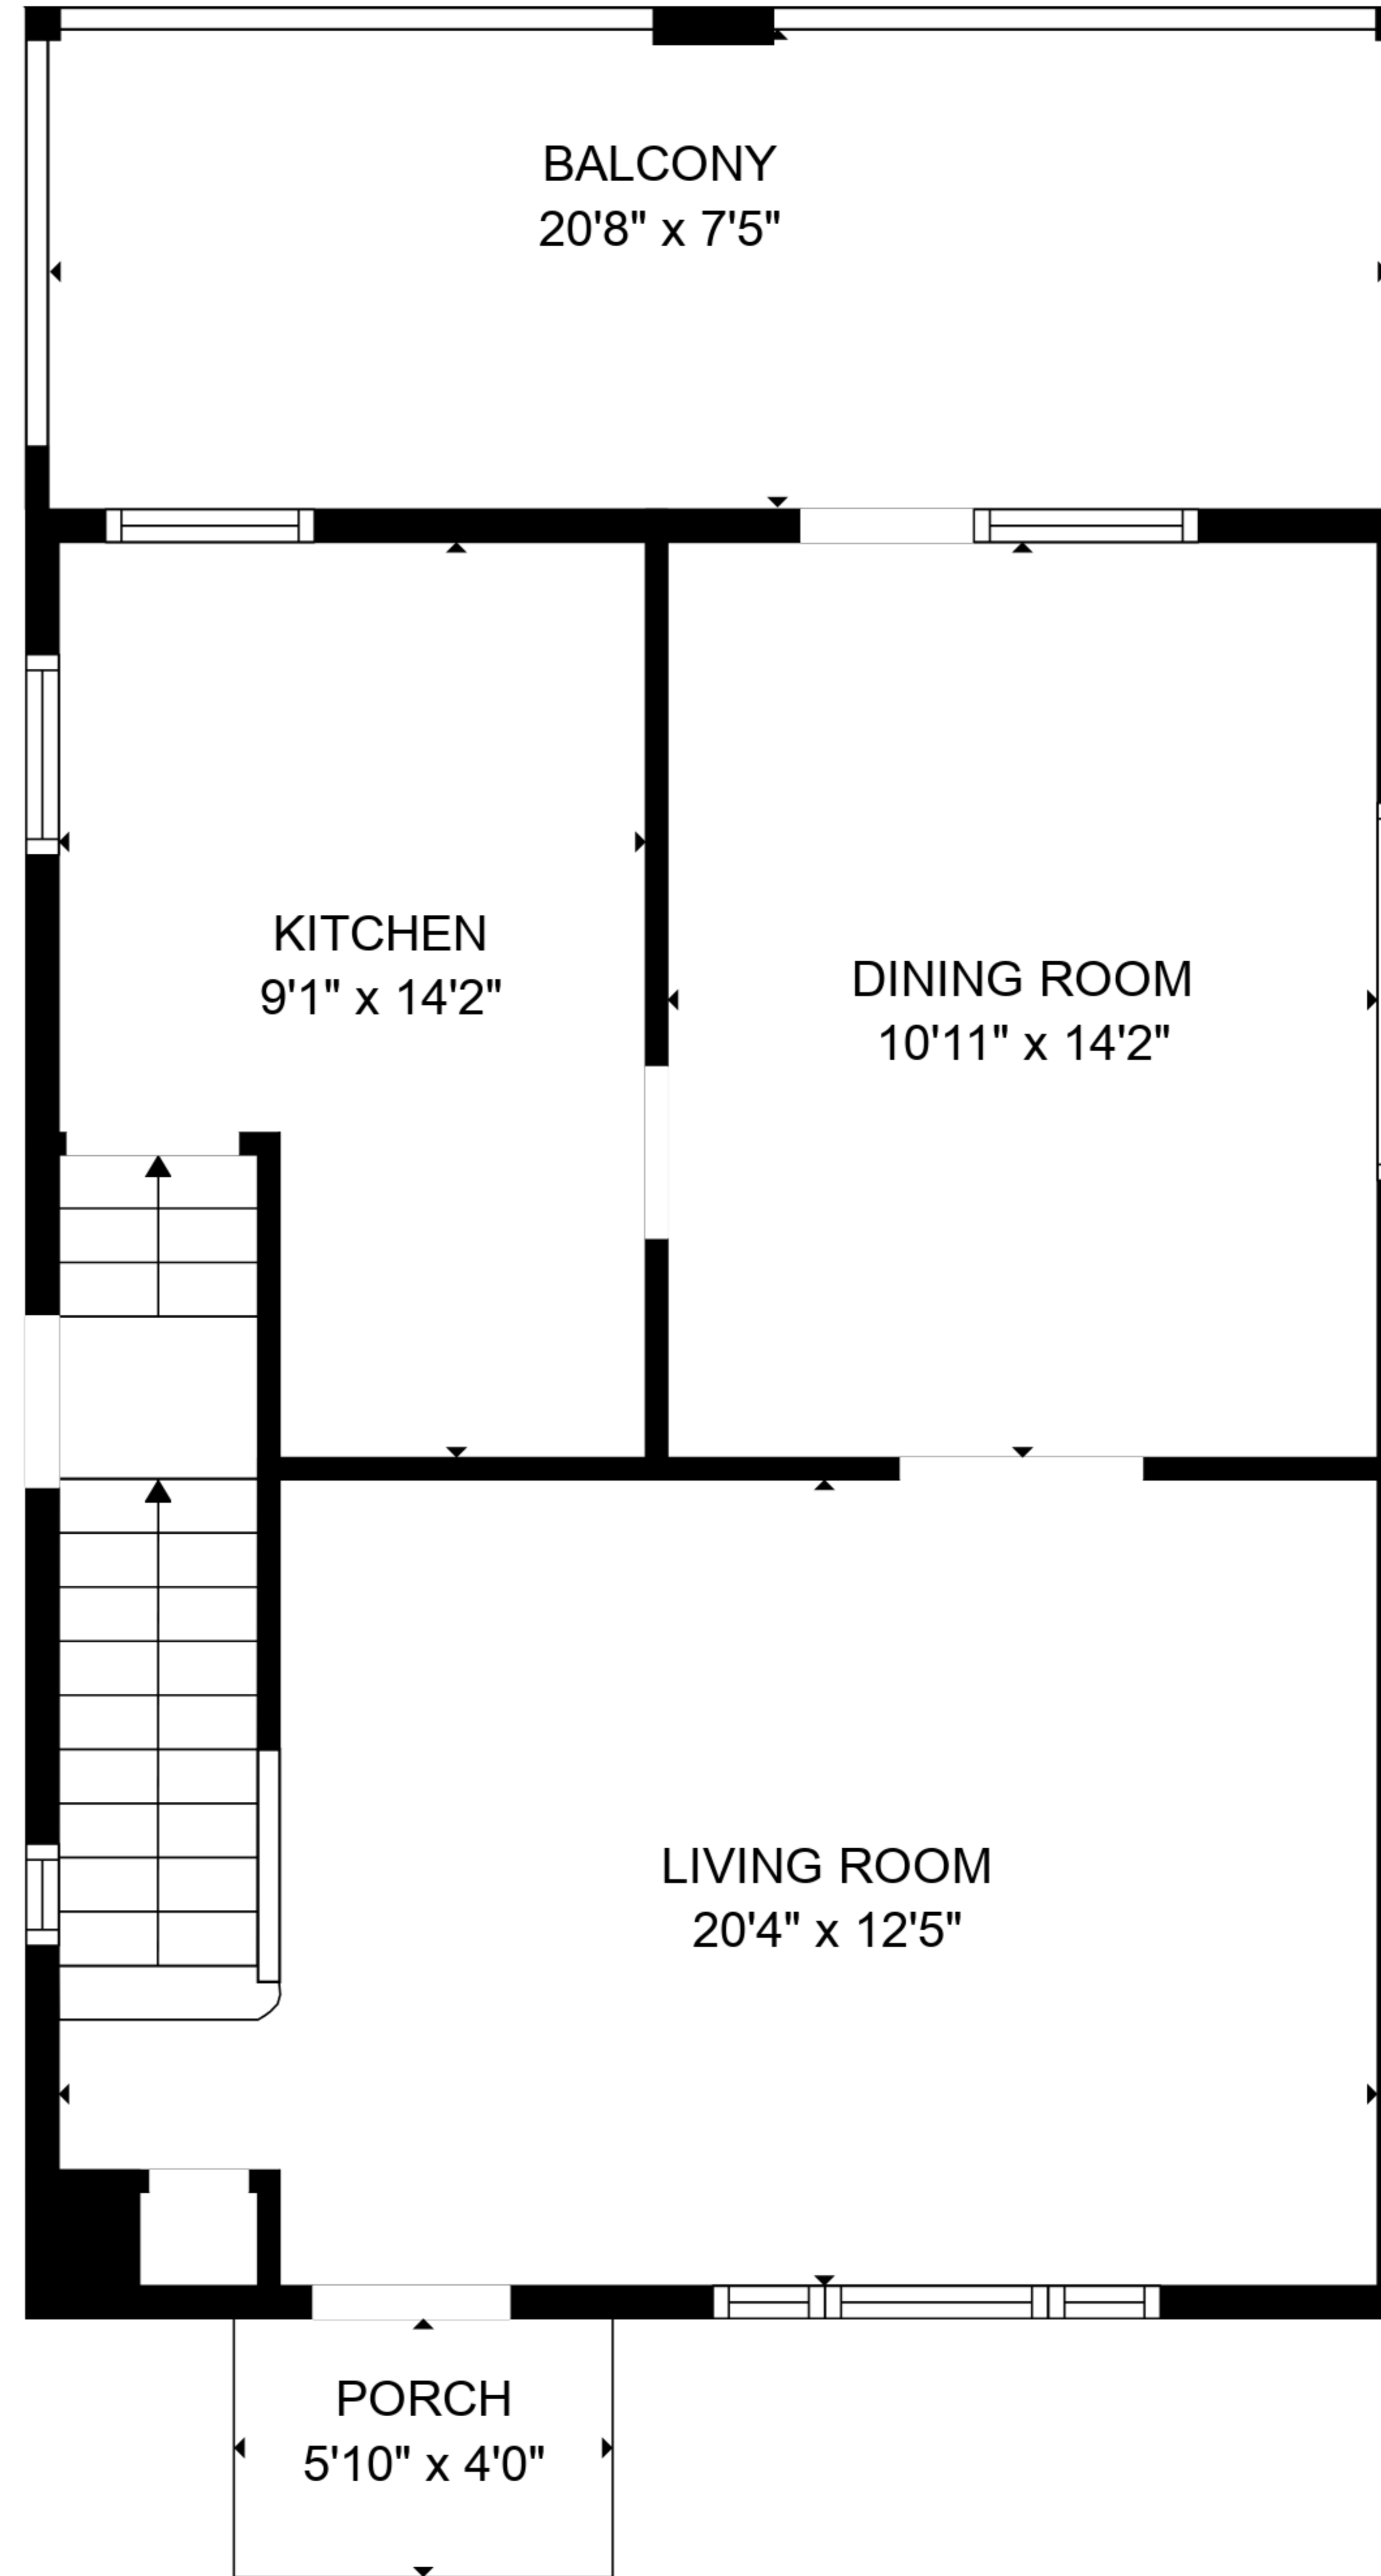 BALCONY
20'8" x 7'5"
KITCHEN
9'1" x 14'2"
DINING ROOM
10'11" x 14'2"
LIVING ROOM
20'4" x 12'5"
PORCH
5'10" x 4'0"